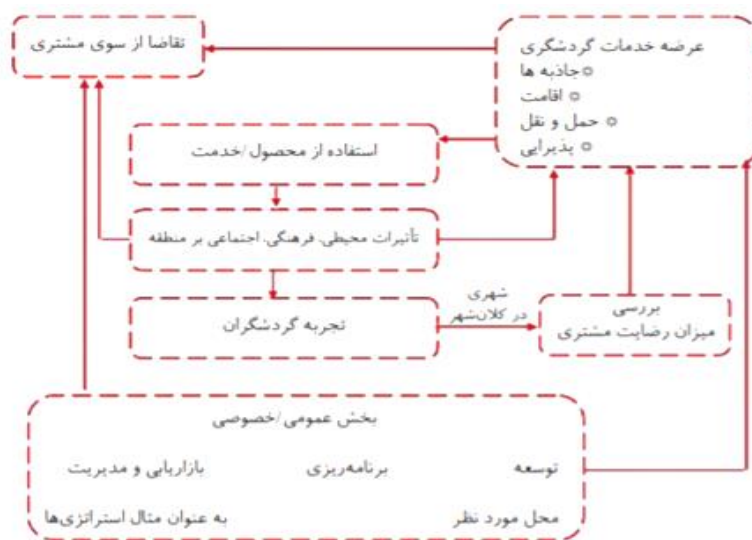 عرضه خدمات گردشگری
○جاذبه ها
○ اقامت
○ حمل و نقل
○ پذیرایی
تقاضا از سوی مشتری
استفاده از محصول/خدمت
تأثیرات محیطی، فرهنگی، اجتماعی بر منطقه
تجربه گردشگران
شهری
در کلان‌شهر
بررسی
میزان رضایت مشتری
بخش عمومی/خصوصی
توسعه برنامه‌ریزی بازاریابی و مدیریت
محل مورد نظر به عنوان مثال استراتژی‌ها